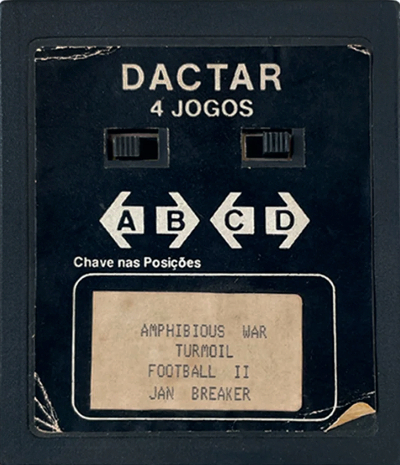 DACTAR
4 JOGOS
A B C D
Chave nas Posições
AMPHIBIOUS WAR
TURMOIL
FOOTBALL II
JAN BREAKER